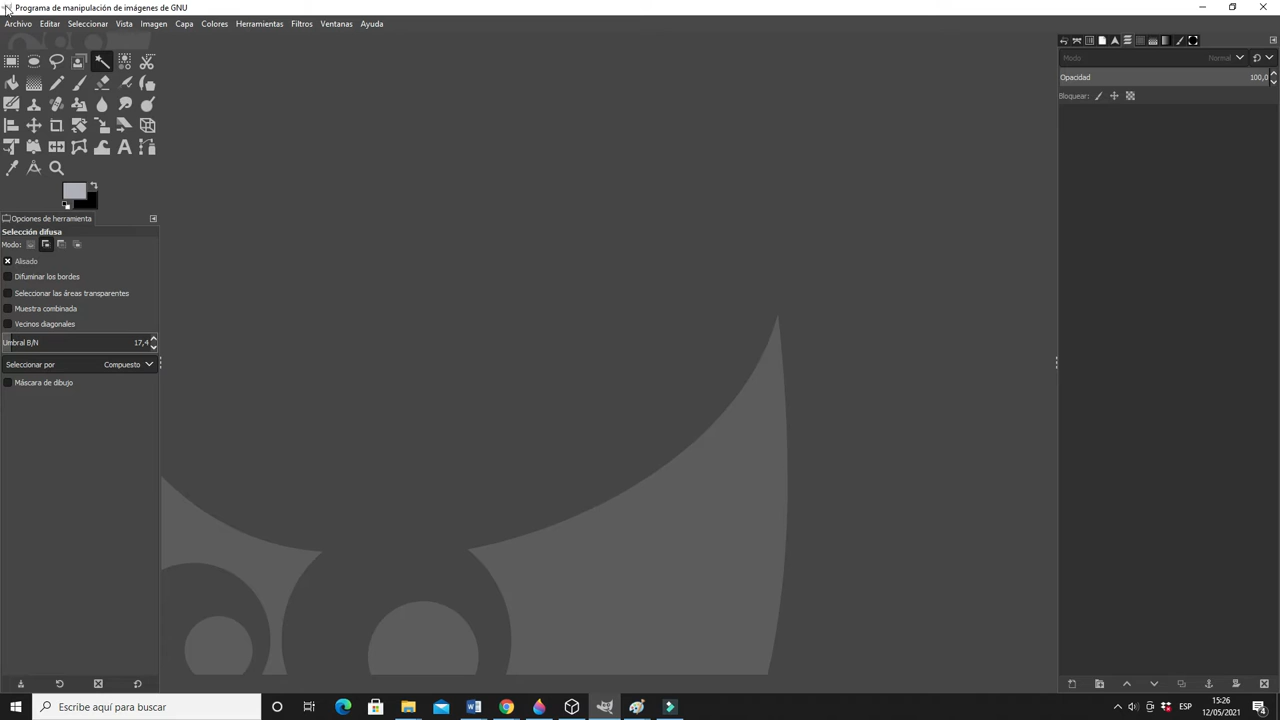 Programa de manipulación de imágenes de GNU
Archivo Editar Seleccionar Vista Imagen Capa Colores Herramientas Filtros Ventanas Ayuda
Modo Normal
Opacidad 100,0
Bloquear:
Opciones de herramienta
Selección difusa
Modo:
Alisado
Difuminar los bordes
Seleccionar las áreas transparentes
Muestra combinada
Vecinos diagonales
Umbral B/N 17,4
Seleccionar por Compuesto
Máscara de dibujo
Escribe aquí para buscar
ESP
15:26
12/05/2021